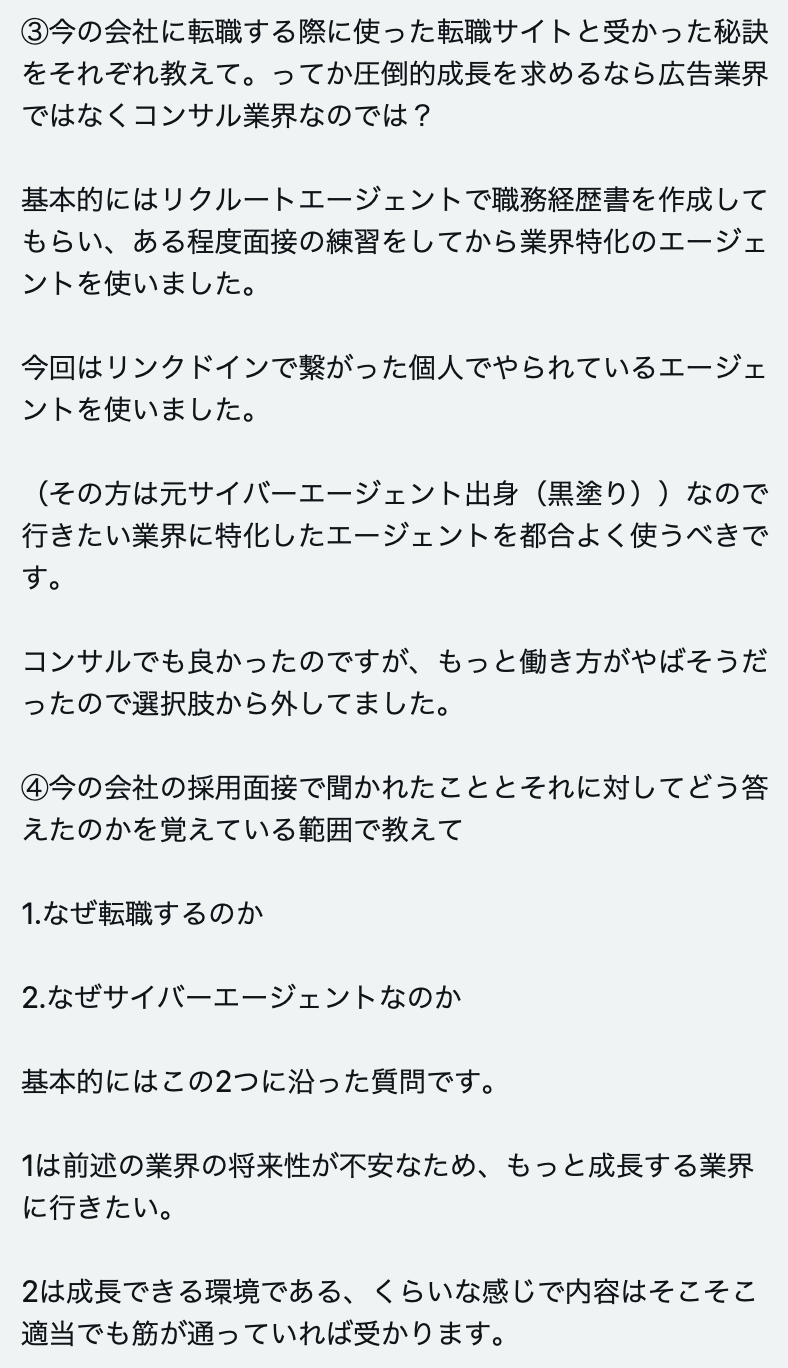 ③今の会社に転職する際に使った転職サイトと受かった秘訣
をそれぞれ教えて。ってか圧倒的成長を求めるなら広告業界
ではなくコンサル業界なのでは？
基本的にはリクルートエージェントで職務経歴書を作成して
もらい、ある程度面接の練習をしてから業界特化のエージェ
ントを使いました。
今回はリンクドインで繋がった個人でやられているエージェ
ントを使いました。
（その方は元サイバーエージェント出身（黒塗り））なので
行きたい業界に特化したエージェントを都合よく使うべきで
す。
コンサルでも良かったのですが、もっと働き方がやばそうだ
ったので選択肢から外してました。
④今の会社の採用面接で聞かれたこととそれに対してどう答
えたのかを覚えている範囲で教えて
1.なぜ転職するのか
2.なぜサイバーエージェントなのか
基本的にはこの2つに沿った質問です。
1は前述の業界の将来性が不安なため、もっと成長する業界
に行きたい。
2は成長できる環境である、くらいな感じで内容はそこそこ
適当でも筋が通っていれば受かります。